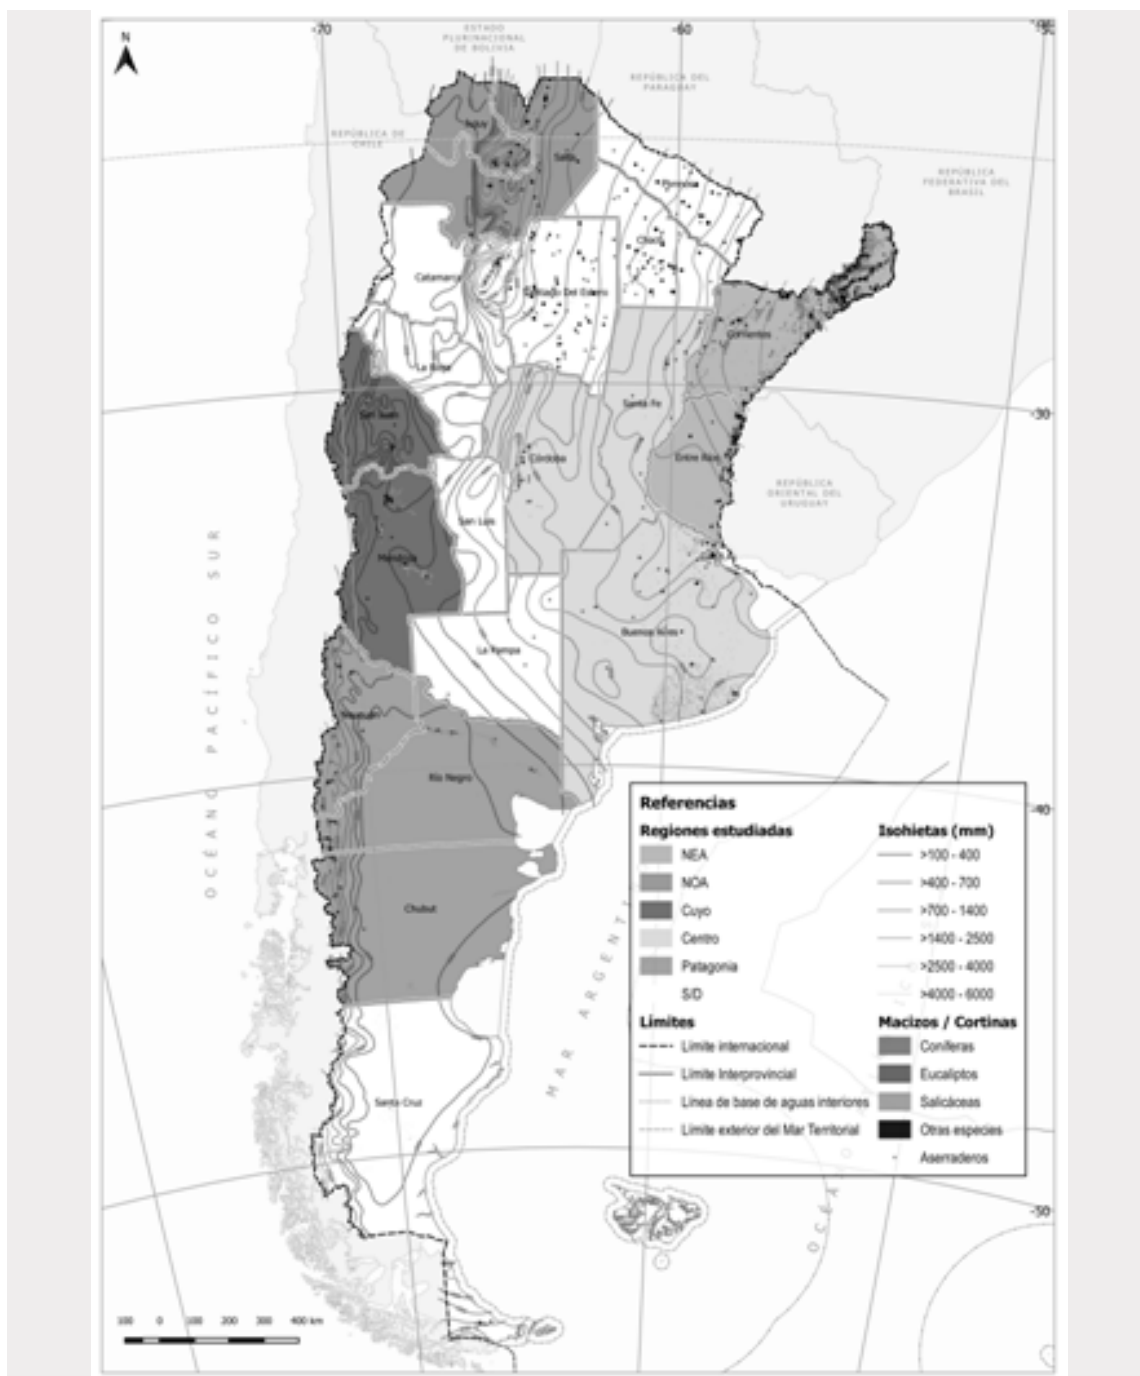 -70
-60
-50
N
ESTADO
PLURINACIONAL
DE BOLIVIA
REPÚBLICA DEL
PARAGUAY
REPÚBLICA DE
CHILE
REPÚBLICA
FEDERATIVA DEL
BRASIL
Jujuy
Salta
Formosa
Chaco
Catamarca
Santiago Del Estero
Corrientes
La Rioja
-30
Santa Fe
San Juan
Córdoba
Entre Ríos
REPÚBLICA
ORIENTAL DEL
URUGUAY
San Luis
Mendoza
Buenos Aires
La Pampa
Neuquén
Río Negro
OCÉANO PACÍFICO SUR
-40
Chubut
MAR ARGENTI
Santa Cruz
-50
Referencias
Regiones estudiadas
NEA
NOA
Cuyo
Centro
Patagonia
S/D
Límites
Límite internacional
Límite Interprovincial
Línea de base de aguas interiores
Límite exterior del Mar Territorial
Isohietas (mm)
>100 - 400
>400 - 700
>700 - 1400
>1400 - 2500
>2500 - 4000
>4000 - 6000
Macizos / Cortinas
Coníferas
Eucaliptos
Salicáceas
Otras especies
Aserraderos
100 0 100 200 300 400 km